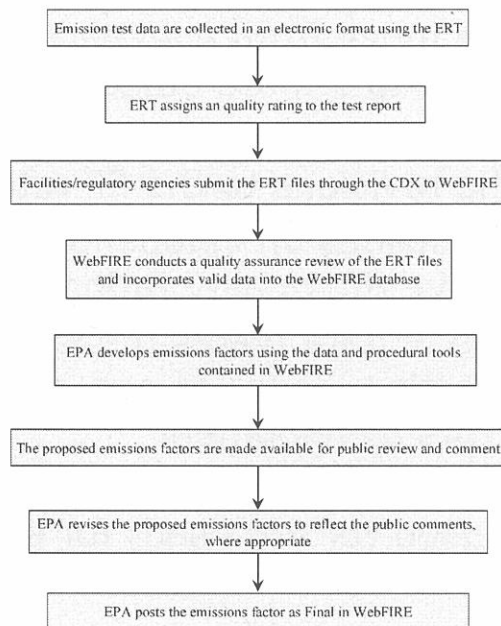 Emission test data are collected in an electronic format using the ERT
ERT assigns an quality rating to the test report
Facilities/regulatory agencies submit the ERT files through the CDX to WebFIRE
WebFIRE conducts a quality assurance review of the ERT files
and incorporates valid data into the WebFIRE database
EPA develops emissions factors using the data and procedural tools
contained in WebFIRE
The proposed emissions factors are made available for public review and comment
EPA revises the proposed emissions factors to reflect the public comments,
where appropriate
EPA posts the emissions factor as Final in WebFIRE